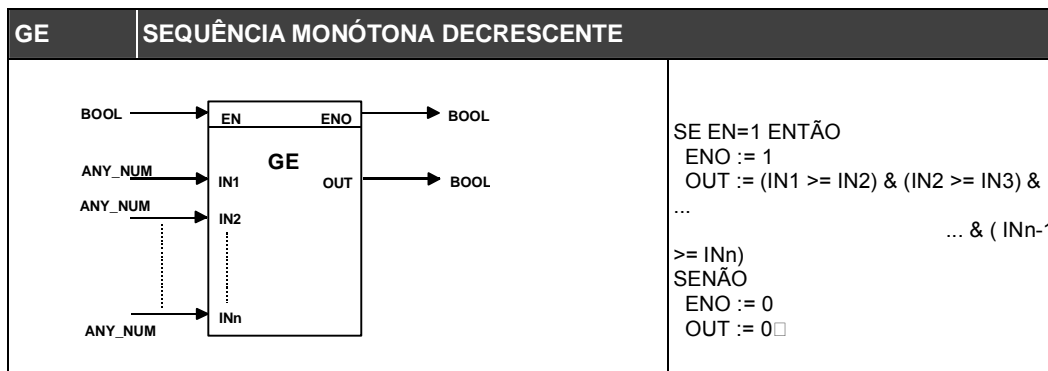 GE SEQUÊNCIA MONÓTONA DECRESCENTE
BOOL EN ENO BOOL
GE
ANY_NUM IN1 OUT BOOL
ANY_NUM IN2
ANY_NUM INn
SE EN=1 ENTÃO
ENO := 1
OUT := (IN1 >= IN2) & (IN2 >= IN3) &
...
... & ( INn-1
>= INn)
SENÃO
ENO := 0
OUT := 0□